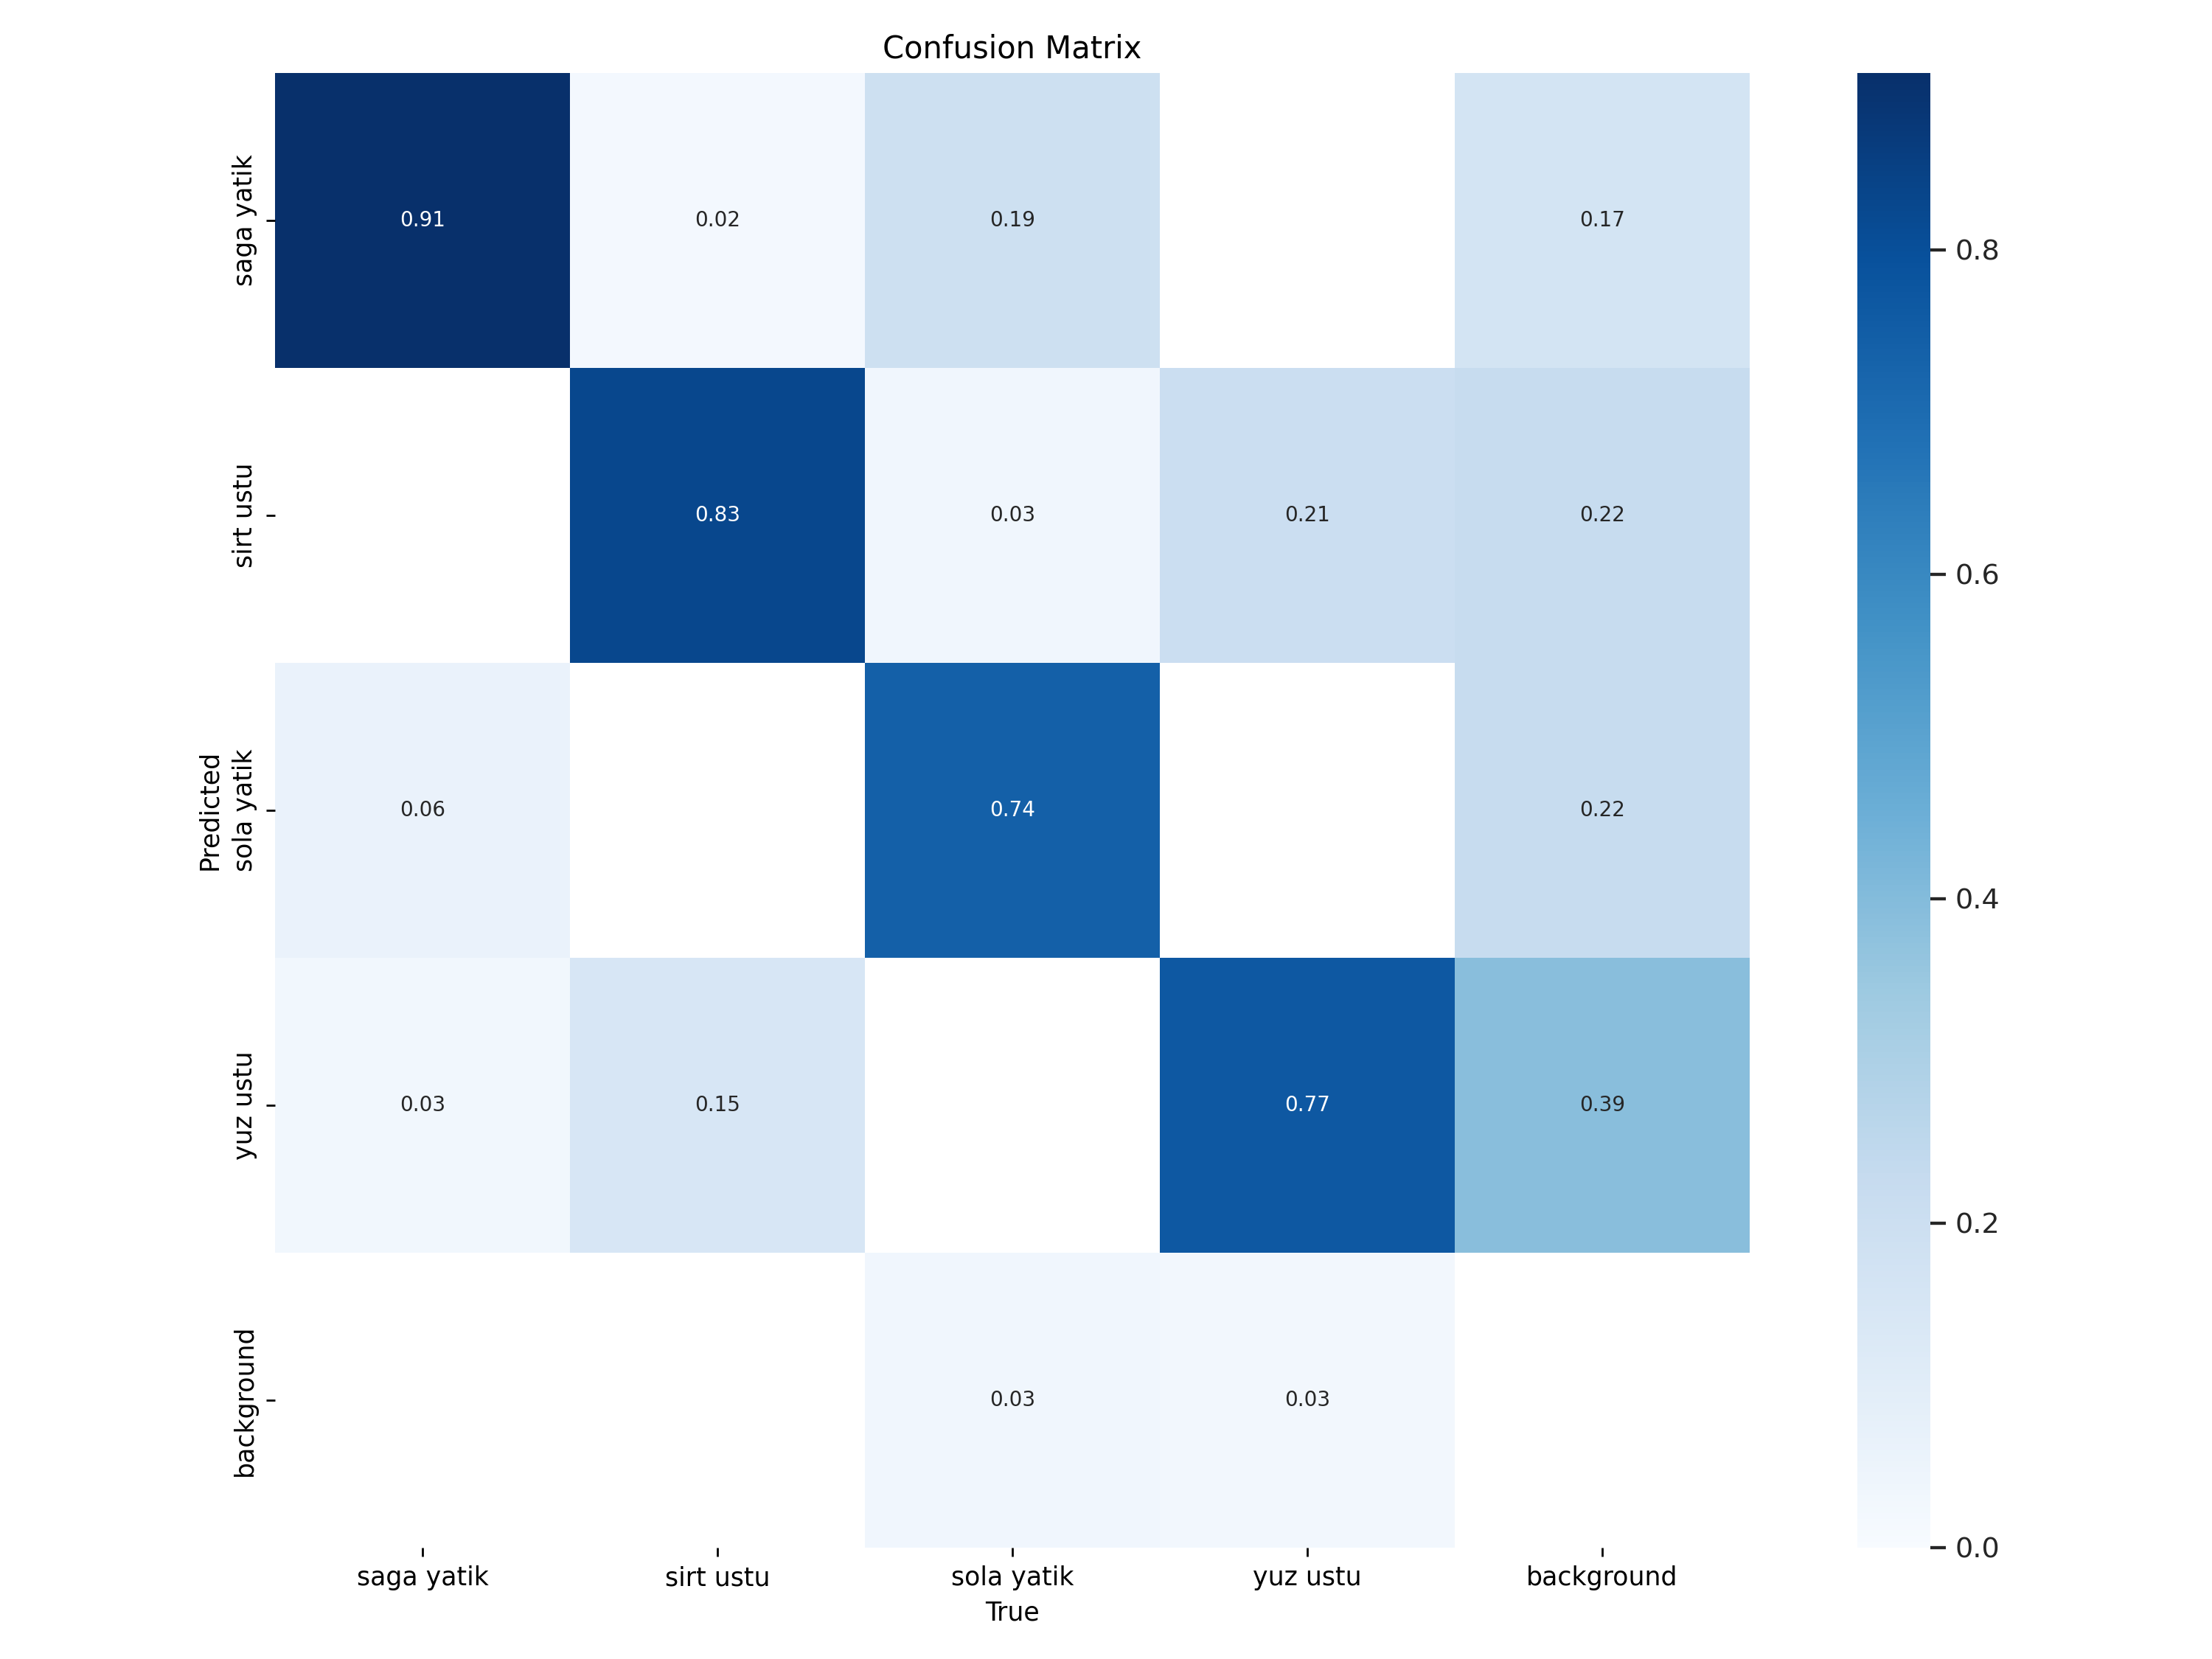 Confusion Matrix
saga yatik
0.91
0.02
0.19
0.17
sirt ustu
0.83
0.03
0.21
0.22
Predicted
sola yatik
0.06
0.74
0.22
yuz ustu
0.03
0.15
0.77
0.39
background
0.03
0.03
saga yatik
sirt ustu
sola yatik
yuz ustu
background
True
0.8
0.6
0.4
0.2
0.0